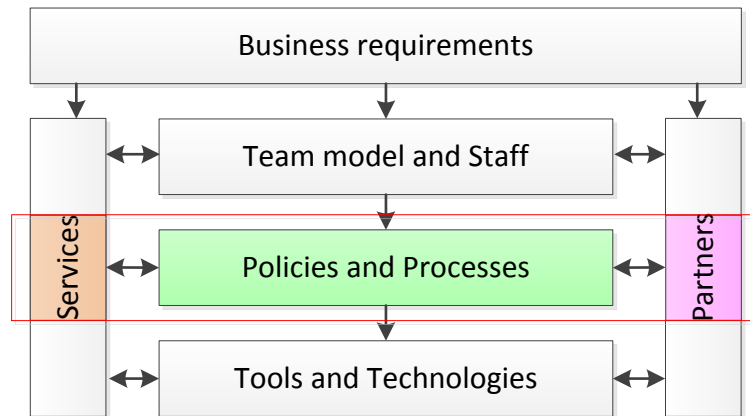 Business requirements
Team model and Staff
Services
Policies and Processes
Partners
Tools and Technologies